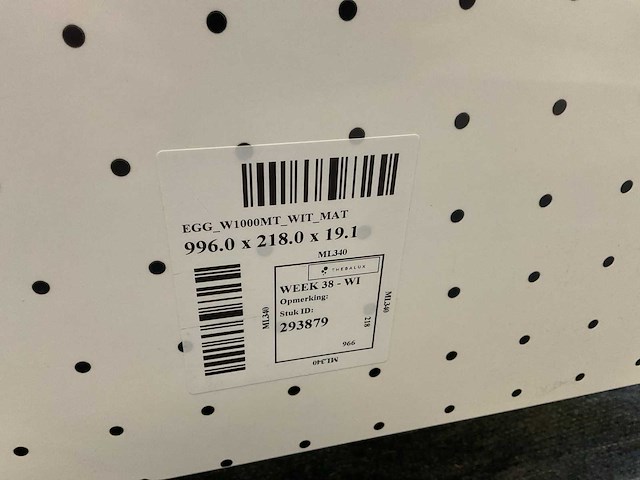 EGG_W1000MT_WIT_MAT
996.0 x 218.0 x 19.1
ML340
THEBALUX
WEEK 38 - WI
Opmerking:
Stuk ID:
293879
ML340
218
ML340
996
ML340